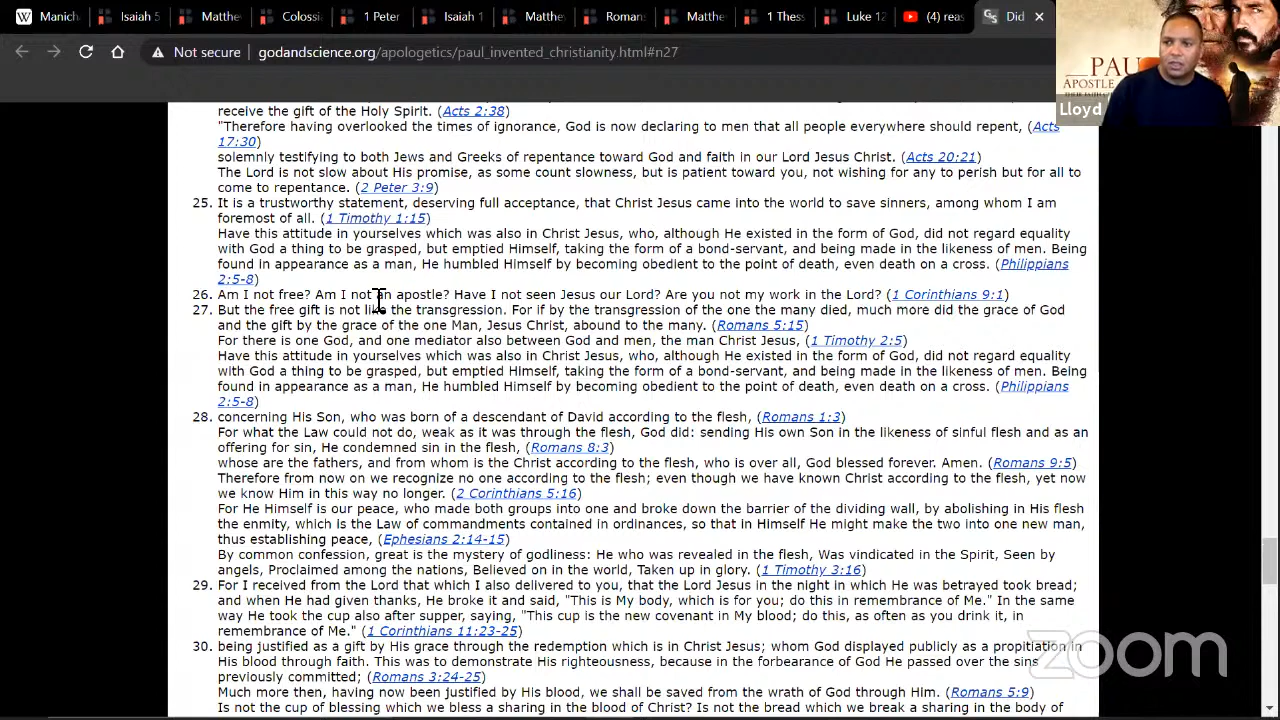 Manich
Isaiah 5
Matthe
Colossi
1 Peter
Isaiah 1
Matthe
Roman
Matthe
1 Thess
Luke 12
(4) reas
Did
Not secure
godandscience.org/apologetics/paul_invented_christianity.html#n27
PAU
APOSTLE
Lloyd
receive the gift of the Holy Spirit. (Acts 2:38)
"Therefore having overlooked the times of ignorance, God is now declaring to men that all people everywhere should repent, (Acts
17:30)
solemnly testifying to both Jews and Greeks of repentance toward God and faith in our Lord Jesus Christ. (Acts 20:21)
The Lord is not slow about His promise, as some count slowness, but is patient toward you, not wishing for any to perish but for all to
come to repentance. (2 Peter 3:9)
25. It is a trustworthy statement, deserving full acceptance, that Christ Jesus came into the world to save sinners, among whom I am
foremost of all. (1 Timothy 1:15)
Have this attitude in yourselves which was also in Christ Jesus, who, although He existed in the form of God, did not regard equality
with God a thing to be grasped, but emptied Himself, taking the form of a bond-servant, and being made in the likeness of men. Being
found in appearance as a man, He humbled Himself by becoming obedient to the point of death, even death on a cross. (Philippians
2:5-8)
26. Am I not free? Am I not an apostle? Have I not seen Jesus our Lord? Are you not my work in the Lord? (1 Corinthians 9:1)
27. But the free gift is not like the transgression. For if by the transgression of the one the many died, much more did the grace of God
and the gift by the grace of the one Man, Jesus Christ, abound to the many. (Romans 5:15)
For there is one God, and one mediator also between God and men, the man Christ Jesus, (1 Timothy 2:5)
Have this attitude in yourselves which was also in Christ Jesus, who, although He existed in the form of God, did not regard equality
with God a thing to be grasped, but emptied Himself, taking the form of a bond-servant, and being made in the likeness of men. Being
found in appearance as a man, He humbled Himself by becoming obedient to the point of death, even death on a cross. (Philippians
2:5-8)
28. concerning His Son, who was born of a descendant of David according to the flesh, (Romans 1:3)
For what the Law could not do, weak as it was through the flesh, God did: sending His own Son in the likeness of sinful flesh and as an
offering for sin, He condemned sin in the flesh, (Romans 8:3)
whose are the fathers, and from whom is the Christ according to the flesh, who is over all, God blessed forever. Amen. (Romans 9:5)
Therefore from now on we recognize no one according to the flesh; even though we have known Christ according to the flesh, yet now
we know Him in this way no longer. (2 Corinthians 5:16)
For He Himself is our peace, who made both groups into one and broke down the barrier of the dividing wall, by abolishing in His flesh
the enmity, which is the Law of commandments contained in ordinances, so that in Himself He might make the two into one new man,
thus establishing peace, (Ephesians 2:14-15)
By common confession, great is the mystery of godliness: He who was revealed in the flesh, Was vindicated in the Spirit, Seen by
angels, Proclaimed among the nations, Believed on in the world, Taken up in glory. (1 Timothy 3:16)
29. For I received from the Lord that which I also delivered to you, that the Lord Jesus in the night in which He was betrayed took bread;
and when He had given thanks, He broke it and said, "This is My body, which is for you; do this in remembrance of Me." In the same
way He took the cup also after supper, saying, "This cup is the new covenant in My blood; do this, as often as you drink it, in
remembrance of Me." (1 Corinthians 11:23-25)
30. being justified as a gift by His grace through the redemption which is in Christ Jesus; whom God displayed publicly as a propitiation in
His blood through faith. This was to demonstrate His righteousness, because in the forbearance of God He passed over the sins
previously committed; (Romans 3:24-25)
Much more then, having now been justified by His blood, we shall be saved from the wrath of God through Him. (Romans 5:9)
Is not the cup of blessing which we bless a sharing in the blood of Christ? Is not the bread which we break a sharing in the body of
zoom